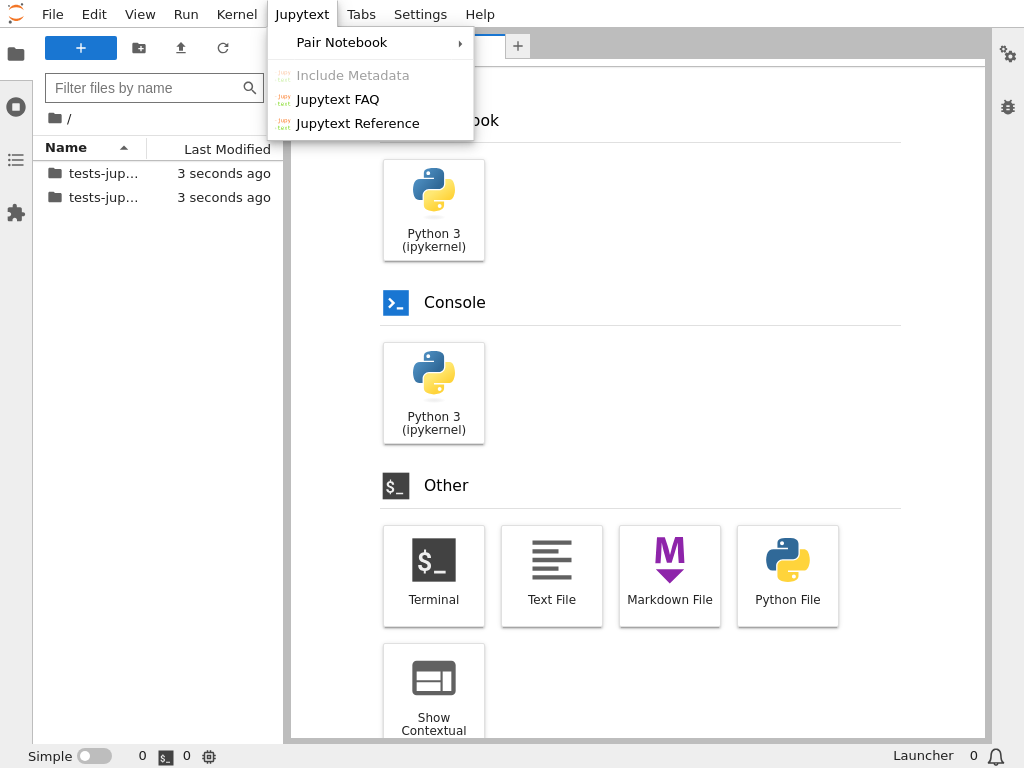 File Edit View Run Kernel Jupytext Tabs Settings Help
Pair Notebook
Include Metadata
Jupytext FAQ
Jupytext Reference
Filter files by name
/
Name Last Modified
tests-jup... 3 seconds ago
tests-jup... 3 seconds ago
ook
Python 3
(ipykernel)
Console
Python 3
(ipykernel)
$_ Other
Terminal
Text File
Markdown File
Python File
Show
Contextual
Simple 0 $_ 0 Launcher 0